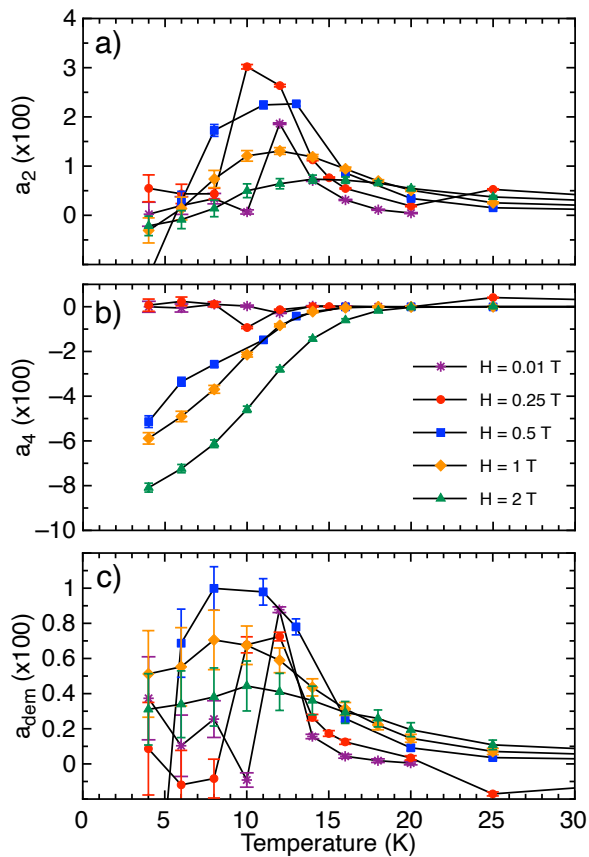 a)
4
3
2
1
0
a2 (x100)
b)
0
−2
−4
−6
−8
−10
a4 (x100)
H = 0.01 T
H = 0.25 T
H = 0.5 T
H = 1 T
H = 2 T
c)
1
0.8
0.6
0.4
0.2
0
adem (x100)
0 5 10 15 20 25 30
Temperature (K)